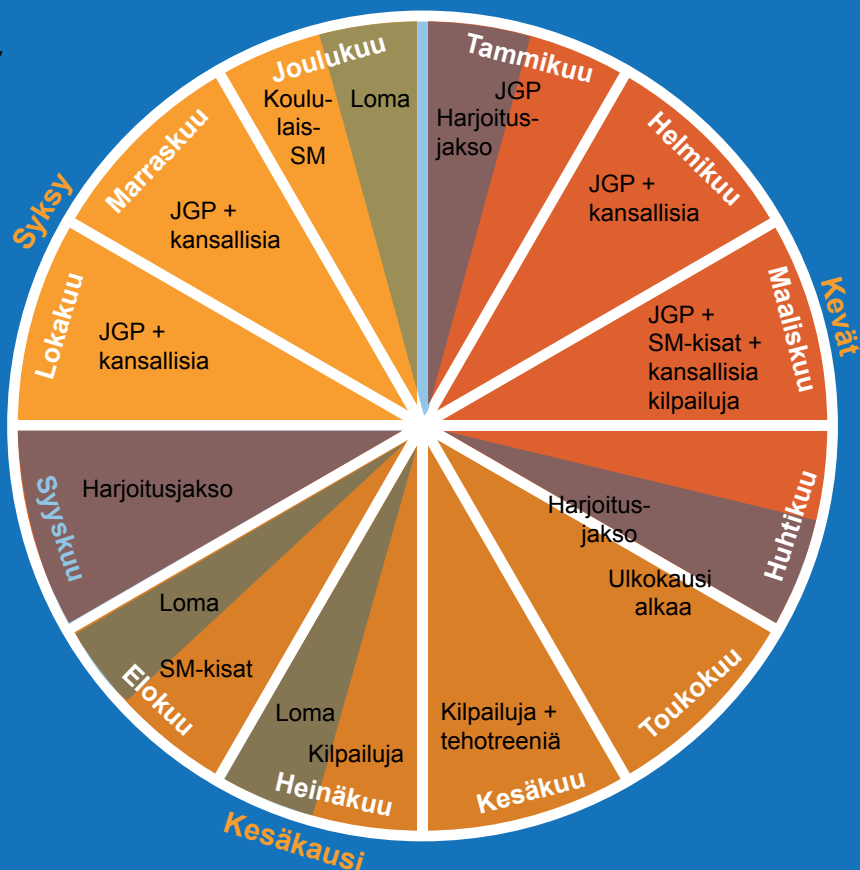 Tammikuu
JGP
Harjoitus-
jakso
Helmikuu
JGP +
kansallisia
Kevät
Maaliskuu
JGP +
SM-kisat +
kansallisia
kilpailuja
Huhtikuu
Harjoitus-
jakso
Ulkokausi
alkaa
Toukokuu
Kesäkuu
Kilpailuja +
tehotreeniä
Heinäkuu
Loma
Kilpailuja
Kesäkausi
Elokuu
Loma
SM-kisat
Syyskuu
Harjoitusjakso
Lokakuu
JGP +
kansallisia
Syksy
Marraskuu
JGP +
kansallisia
Joulukuu
Koulu-
lais-
SM
Loma